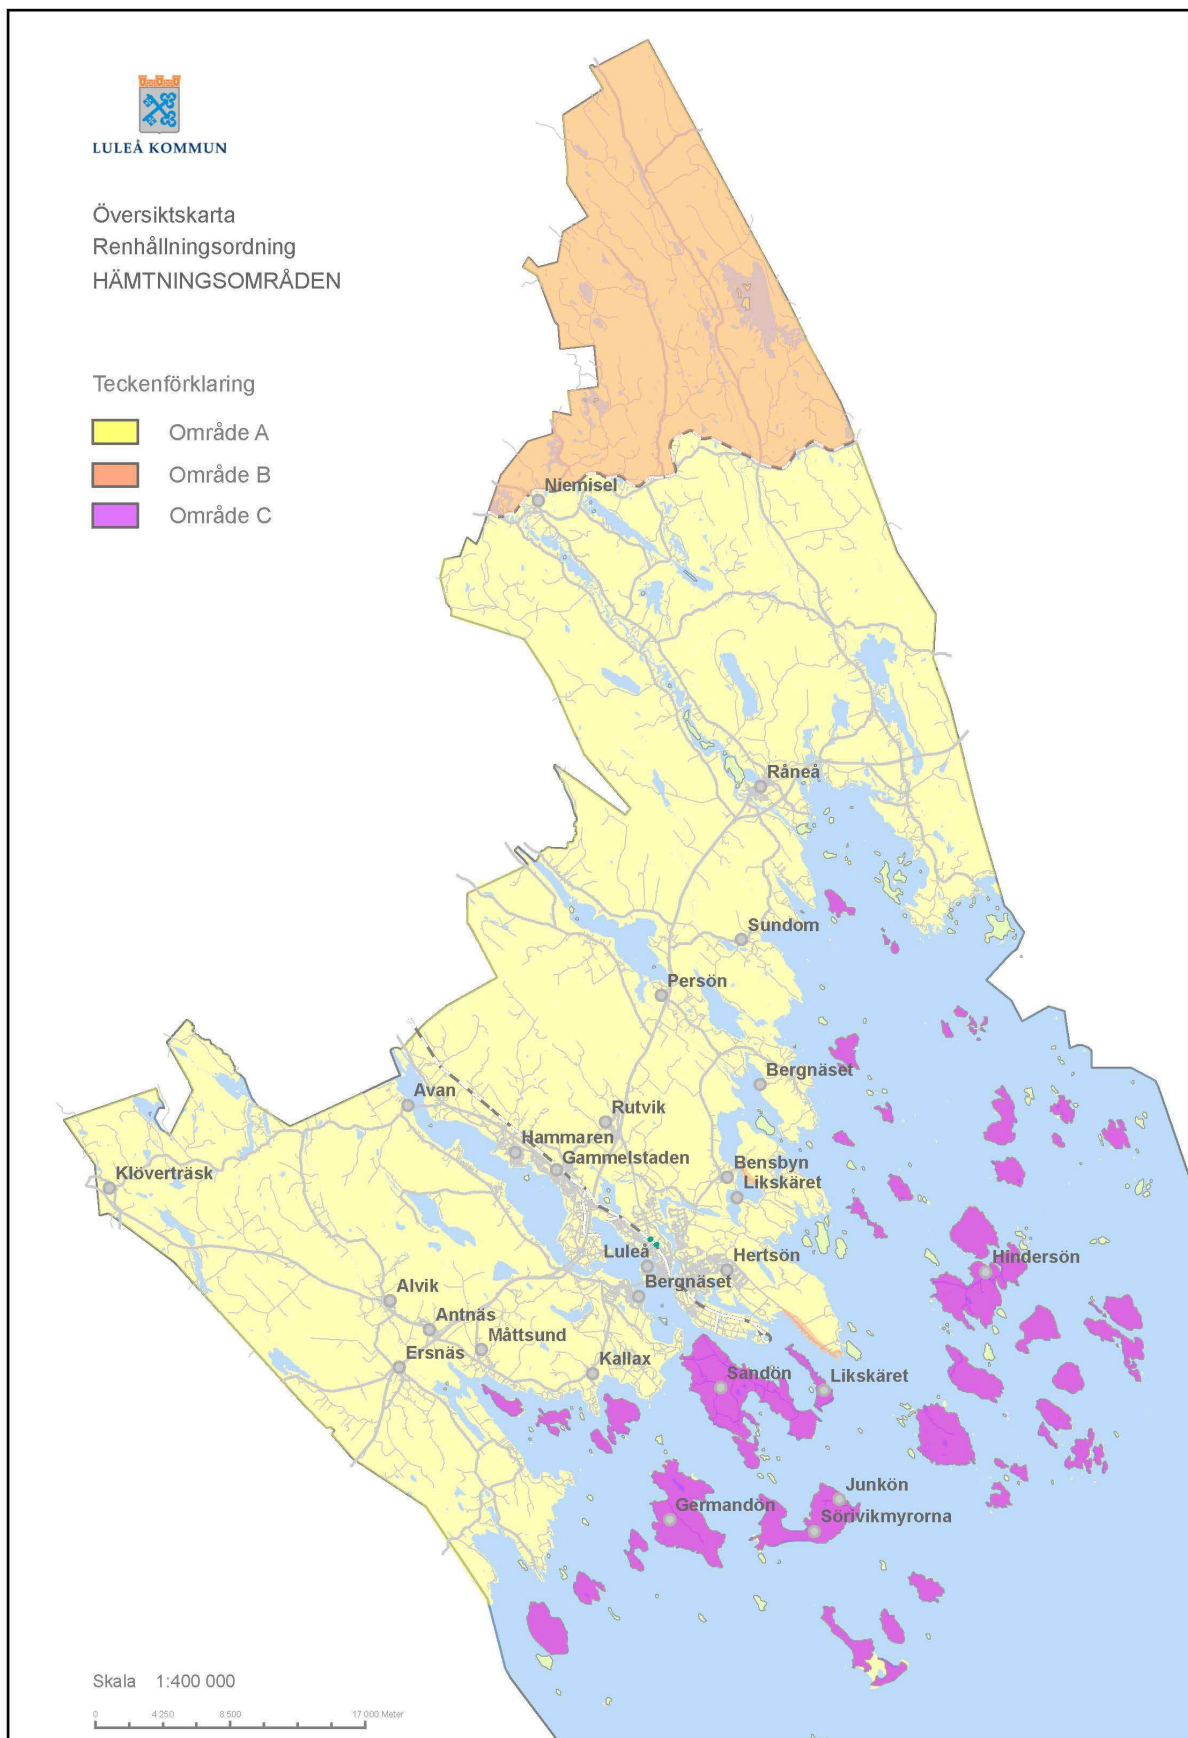 LULEÅ KOMMUN
Översiktskarta
Renhållningsordning
HÄMTNINGSOMRÅDEN
Teckenförklaring
Område A
Område B
Område C
Niemisel
Råneå
Sundom
Persön
Bergnäset
Avan
Rutvik
Hammaren
Gammelstaden
Klöverträsk
Bensbyn
Likskäret
Luleå
Hertsön
Hindersön
Bergnäset
Alvik
Antnäs
Måttsund
Ersnäs
Kallax
Sandön
Likskäret
Junkön
Germandön
Sörivikmyrorna
Skala 1:400 000
0 4 250 8 500 17 000 Meter